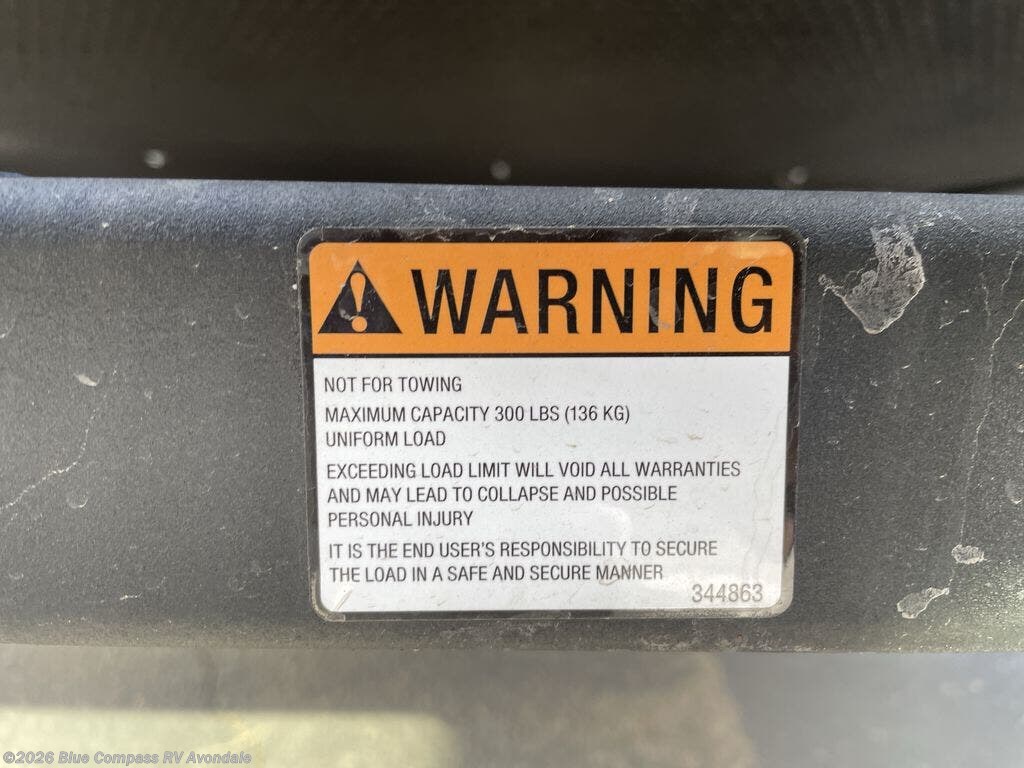 WARNING
NOT FOR TOWING
MAXIMUM CAPACITY 300 LBS (136 KG)
UNIFORM LOAD
EXCEEDING LOAD LIMIT WILL VOID ALL WARRANTIES
AND MAY LEAD TO COLLAPSE AND POSSIBLE
PERSONAL INJURY
IT IS THE END USER'S RESPONSIBILITY TO SECURE
THE LOAD IN A SAFE AND SECURE MANNER
344863
©2026 Blue Compass RV Avondale